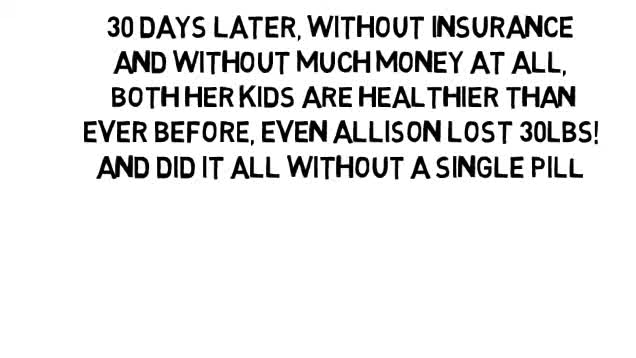 30 DAYS LATER, WITHOUT INSURANCE
AND WITHOUT MUCH MONEY AT ALL,
BOTH HER KIDS ARE HEALTHIER THAN
EVER BEFORE, EVEN ALLISON LOST 30LBS!
AND DID IT ALL WITHOUT A SINGLE PILL